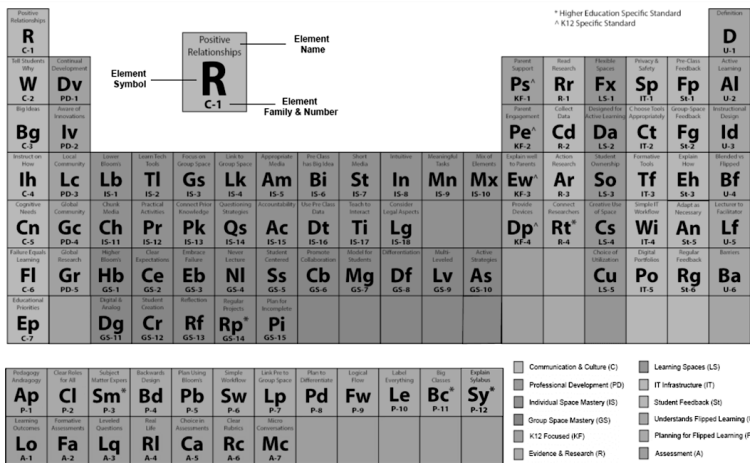 * Higher Education Specific Standard
^ K12 Specific Standard
Element Name
Element Symbol
Element Family & Number
Positive Relationships
R
C-1
Positive Relationships R C-1
Definition D U-1
Tell Students Why W C-2
Continual Development Dv PD-1
Parent Support Ps^ KF-1
Read Research Rr R-1
Flexible Spaces Fx LS-1
Privacy & Safety Sp IT-1
Pre-Class Feedback Fp St-1
Active Learning Al U-2
Big Ideas Bg C-3
Aware of Innovations Iv PD-2
Parent Engagement Pe^ KF-2
Collect Data Cd R-2
Designed for Active Learning Da LS-2
Choose Tools Appropriately Ct IT-2
Group Space Feedback Fg St-2
Instructional Design Id U-3
Instruct on How Ih C-4
Local Community Lc PD-3
Lower Blooms Lb IS-1
Learn Tech Tools Tl IS-2
Focus on Group Space Gs IS-3
Link to Group Space Lk IS-4
Appropriate Media Am IS-5
Pre Class has Big Idea Bi IS-6
Short Media St IS-7
Intuitive In IS-8
Meaningful Tasks Mn IS-9
Mix of Elements Mx IS-10
Explain well to Parents Ew^ KF-3
Action Research Ar R-3
Student Ownership So LS-3
Formative Tools Tf IT-3
Explain How Eh St-3
Blended to Flipped Bf U-4
Cognitive Needs Cn C-5
Global Community Gc PD-4
Chunk Media Ch IS-11
Practical Activities Pr IS-12
Connect Prior Knowledge Pk IS-13
Questioning Strategies Qs IS-14
Accountability Ac IS-15
Use Pre Class Data Dt IS-16
Teach to Interact Ti IS-17
Consider Legal Aspects Lg IS-18
Provide Devices Dp^ KF-4
Connect Researchers Rt* R-4
Creative Use of Space Cs LS-4
Simple IT Workflow Wi IT-4
Adapt as Necessary An St-5
Lecturer to Facilitator Lf U-5
Failure Equals Learning Fl C-6
Global Research Gr PD-5
Higher Blooms Hb GS-1
Clear Expectations Ce GS-2
Embrace Failure Eb GS-3
Never Lecture Nl GS-4
Student Centered Ss GS-5
Promote Collaboration Cb GS-6
Model for Students Mg GS-7
Differentiation Df GS-8
Multi-Leveled Lv GS-9
Active Strategies As GS-10
Choice of Utilization Cu LS-5
Digital Portfolios Po IT-5
Regular Feedback Rg St-6
Barriers Ba U-6
Educational Priorities Ep C-7
Digital & Analog Dg GS-11
Student Creation Cr GS-12
Reflection Rf GS-13
Regular Projects Rp* GS-14
Plan for Incomplete Pi GS-15
Pedagogy Andragogy Ap P-1
Clear Roles for All Cl P-2
Subject Matter Expers Sm* P-3
Backwards Design Bd P-4
Plan Using Blooms Pb P-5
Simple Workflow Sw P-6
Link Pre to Group Space Lp P-7
Plan to Differentiate Pd P-8
Logical Flow Fw P-9
Label Everything Le P-10
Big Classes Bc* P-11
Explain Sylabus Sy* P-12
Learning Outcomes Lo A-1
Formative Assessments Fa A-2
Leveled Questions Lq A-3
Real Life Rl A-4
Choice in Assessments Ca A-5
Clear Rubrics Rc A-6
Micro Conversations Mc A-7
Communication & Culture (C)
Professional Development (PD)
Individual Space Mastery (IS)
Group Space Mastery (GS)
K12 Focused (KF)
Evidence & Research (R)
Learning Spaces (LS)
IT Infrastructure (IT)
Student Feedback (St)
Understands Flipped Learning (
Planning for Flipped Learning (P
Assessment (A)